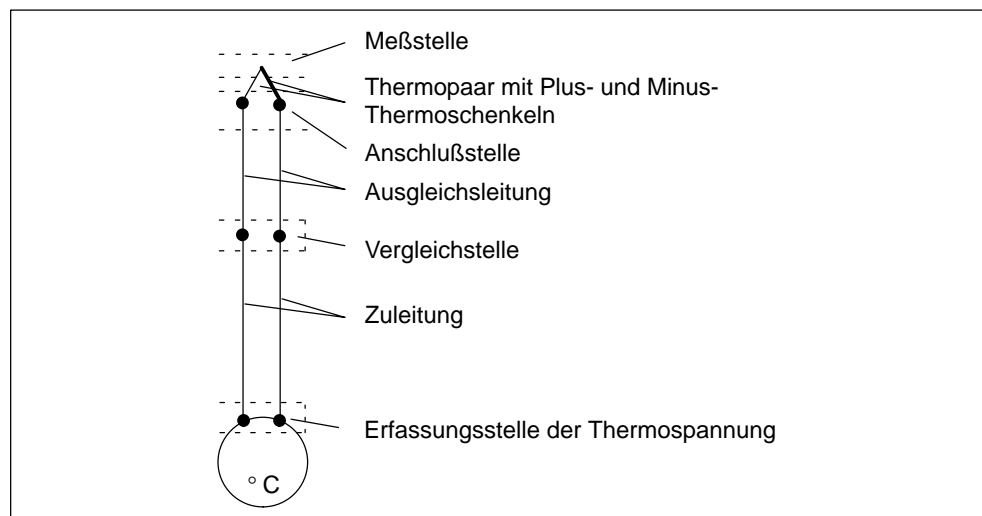 Meßstelle
Thermopaar mit Plus- und Minus-
Thermoschenkeln
Anschlußstelle
Ausgleichsleitung
Vergleichstelle
Zuleitung
Erfassungsstelle der Thermospannung
° C